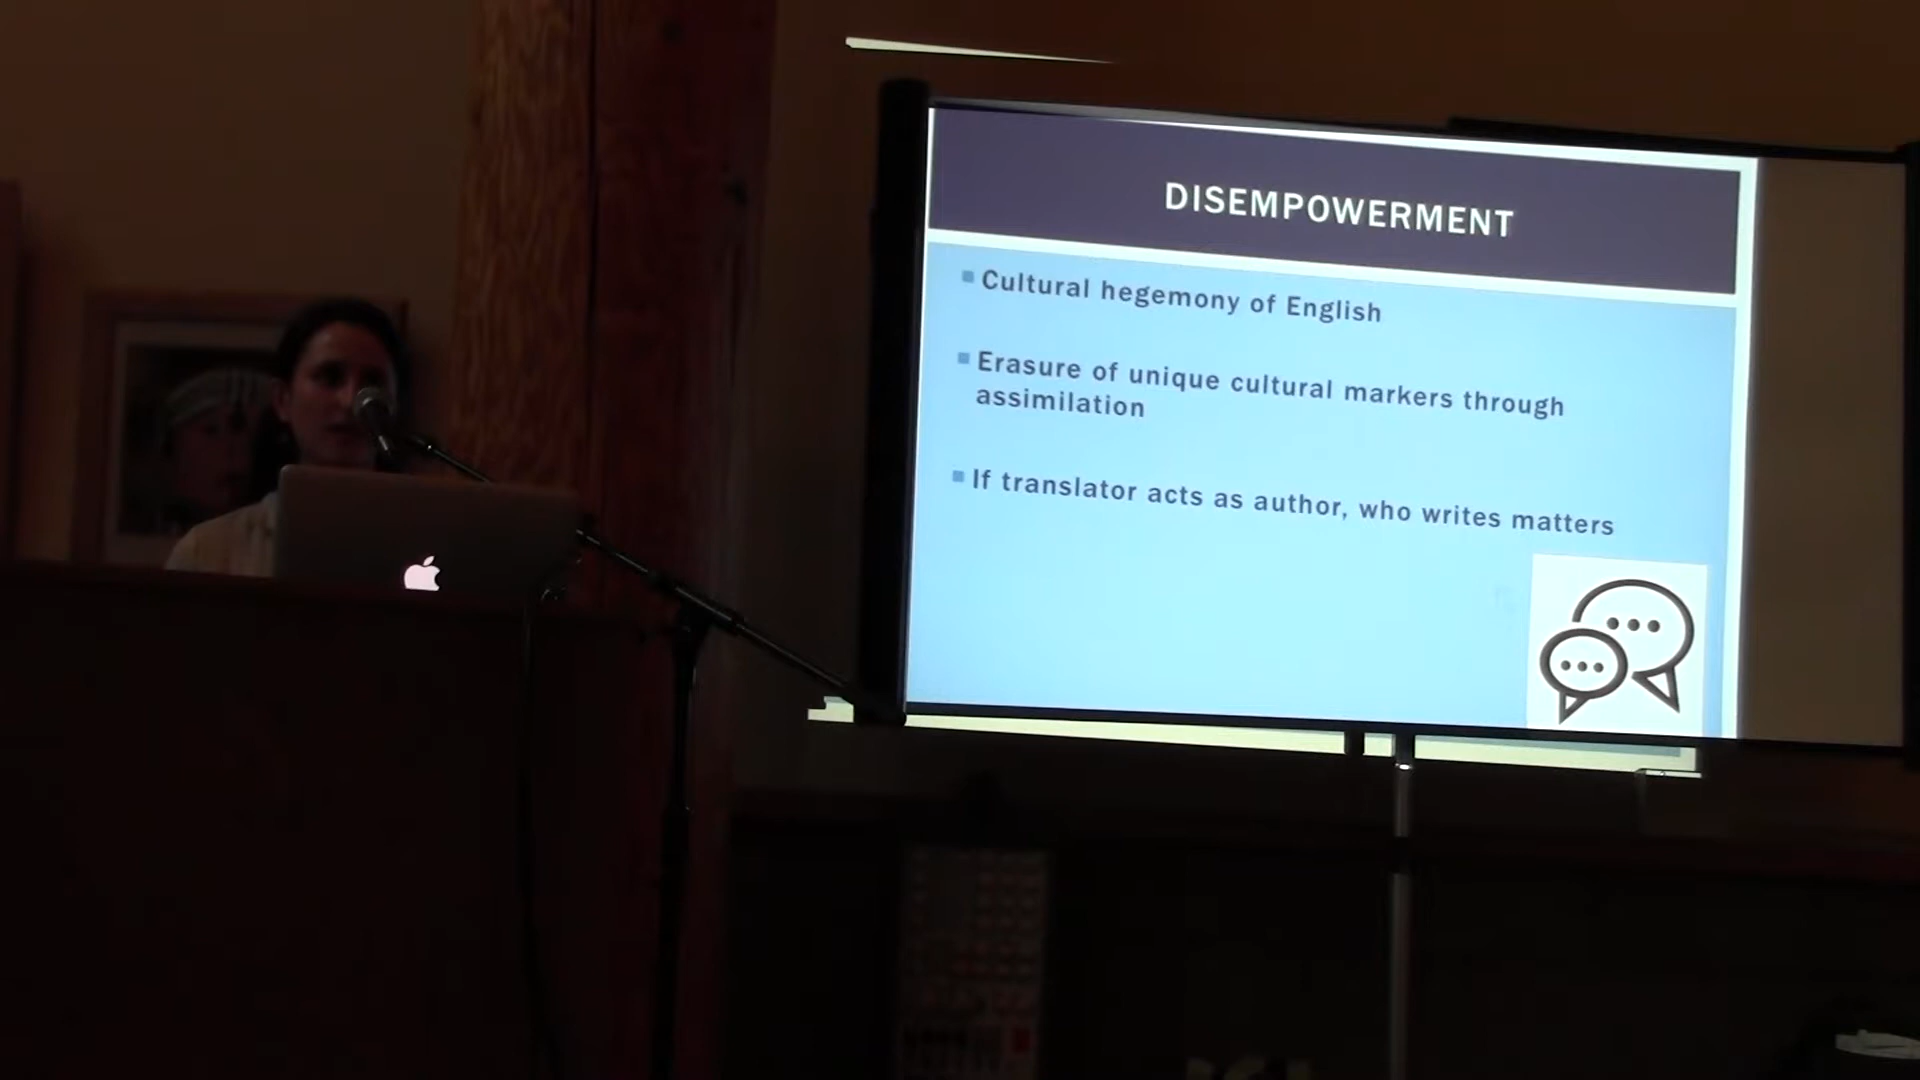 DISEMPOWERMENT
Cultural hegemony of English
Erasure of unique cultural markers through
assimilation
If translator acts as author, who writes matters